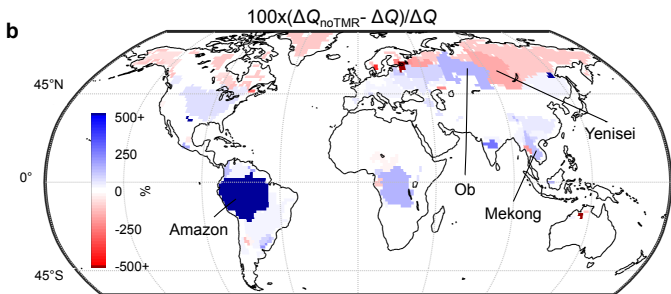 100x(ΔQnoTMR- ΔQ)/ΔQ
b
45°N
500+
250
0
%
-250
-500+
0°
45°S
Amazon
Yenisei
Ob
Mekong